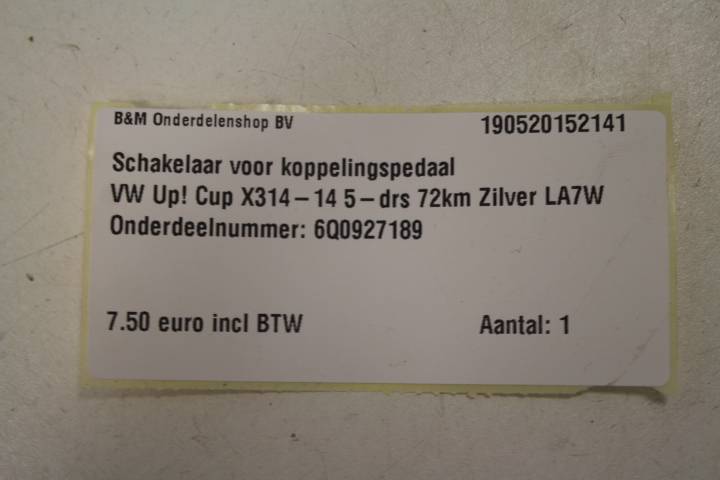 B&M Onderdelenshop BV 190520152141
Schakelaar voor koppelingspedaal
VW Up! Cup X314-14 5-drs 72km Zilver LA7W
Onderdeelnummer: 6Q0927189
7.50 euro incl BTW Aantal: 1